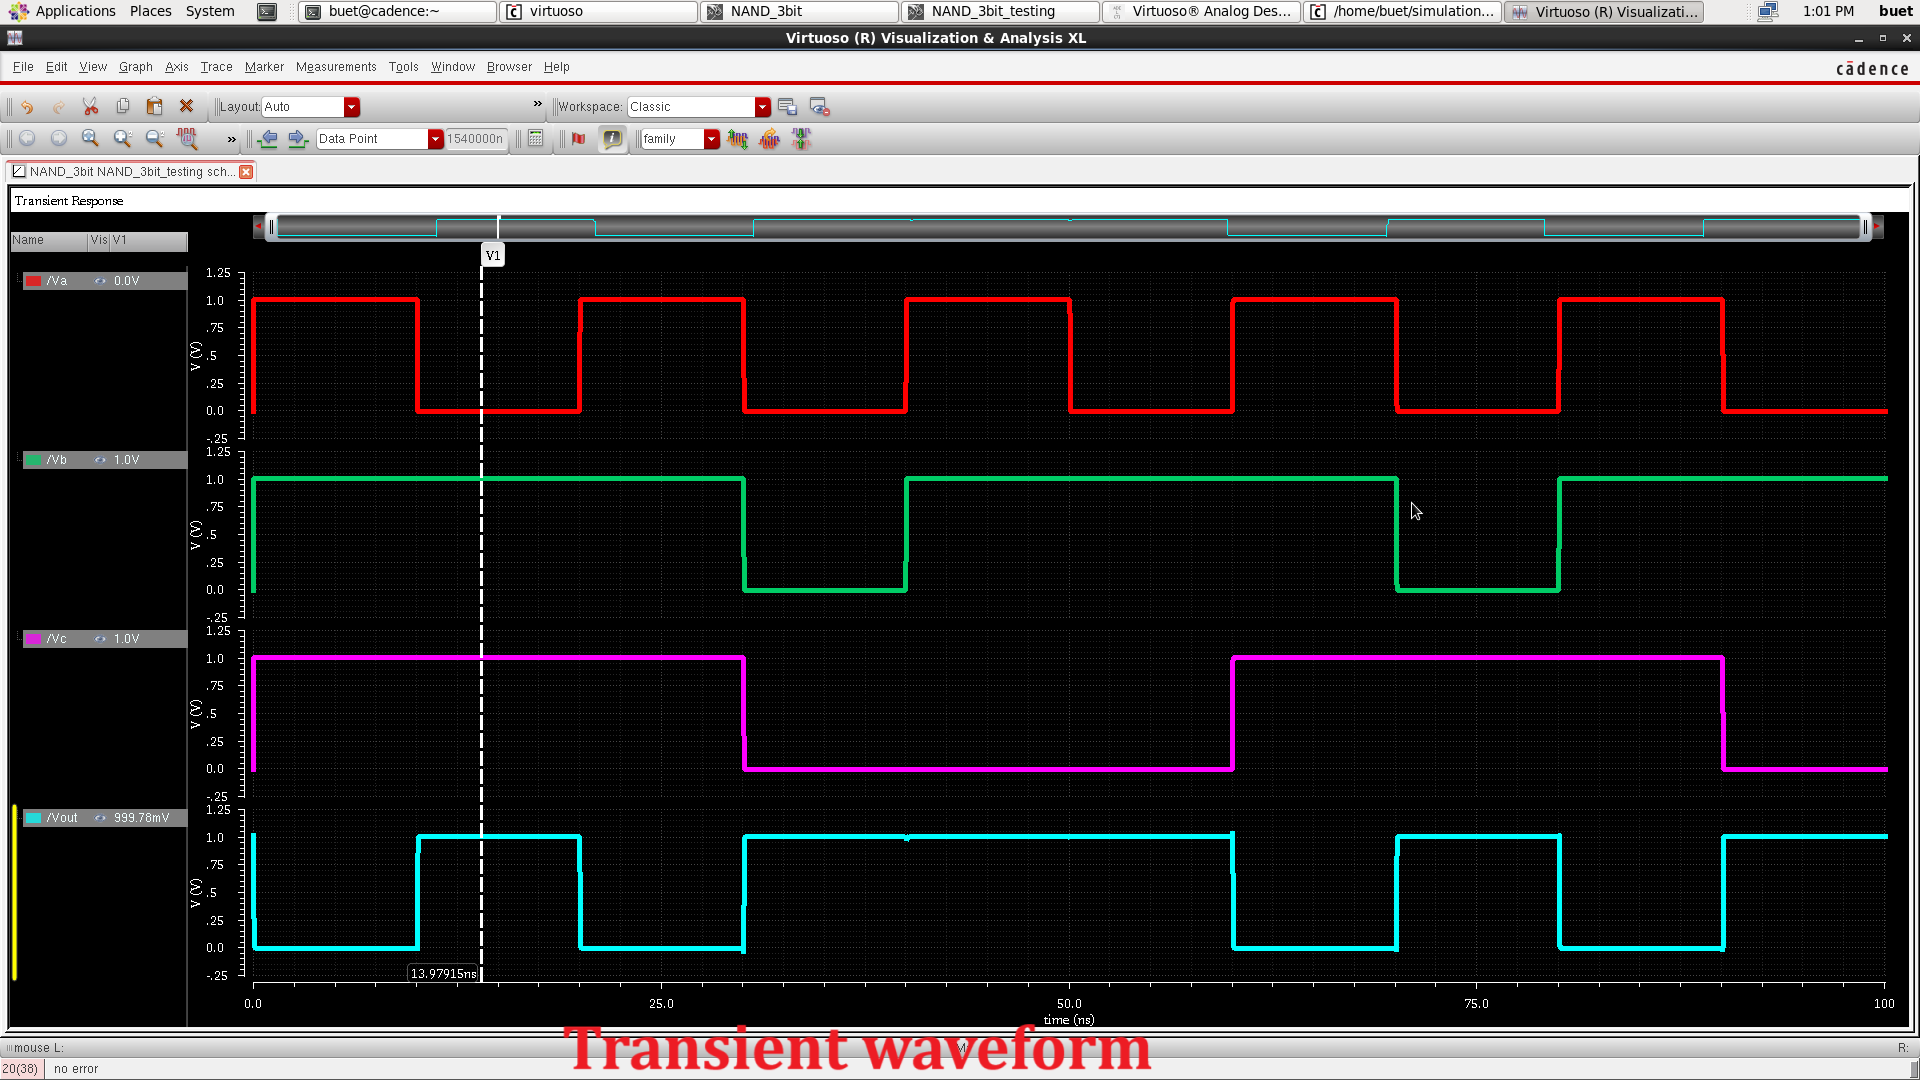 Applications Places System buet@cadence:~ virtuoso NAND_3bit NAND_3bit_testing Virtuoso® Analog Des... /home/buet/simulation... Virtuoso (R) Visualizati... 1:01 PM buet
Virtuoso (R) Visualization & Analysis XL
File Edit View Graph Axis Trace Marker Measurements Tools Window Browser Help
cādence
Layout: Auto » Workspace: Classic
» Data Point 1540000n family
NAND_3bit NAND_3bit_testing sch...
Transient Response
Name Vis V1
V1
/Va 0.0V
1.25
1.0
.75
.5
.25
0.0
-.25
V (V)
/Vb 1.0V
1.25
1.0
.75
.5
.25
0.0
-.25
V (V)
/Vc 1.0V
1.25
1.0
.75
.5
.25
0.0
-.25
V (V)
/Vout 999.78mV
1.25
1.0
.75
.5
.25
0.0
-.25
V (V)
13.97915ns
0.0 25.0 50.0 75.0 100
time (ns)
Transient waveform
mouse L: R:
20(38) no error